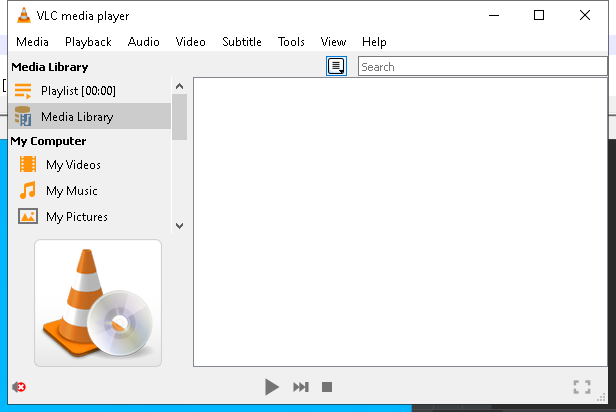 VLC media player
Media Playback Audio Video Subtitle Tools View Help
Media Library
Search
Playlist [00:00]
Media Library
My Computer
My Videos
My Music
My Pictures